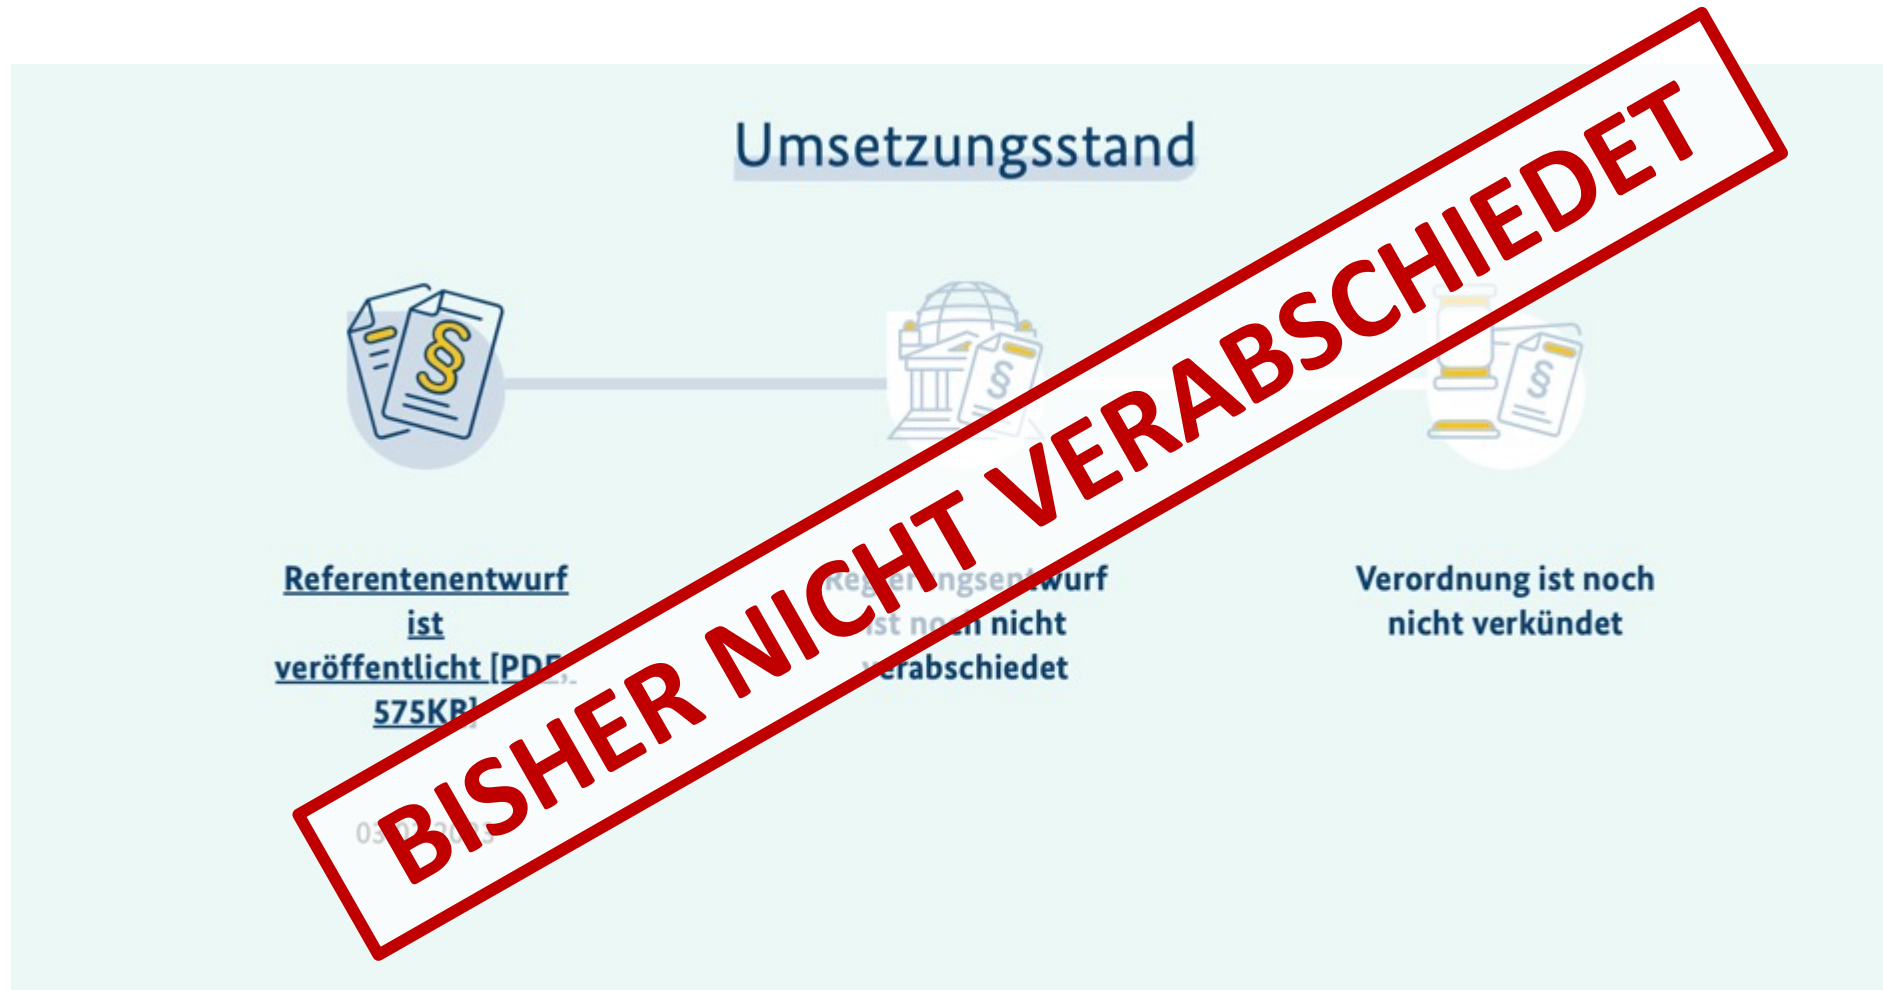 Umsetzungsstand
Referentenentwurf
ist
veröffentlicht [PDF,
575KB]
Regierungsentwurf
ist noch nicht
verabschiedet
Verordnung ist noch
nicht verkündet
BISHER NICHT VERABSCHIEDET